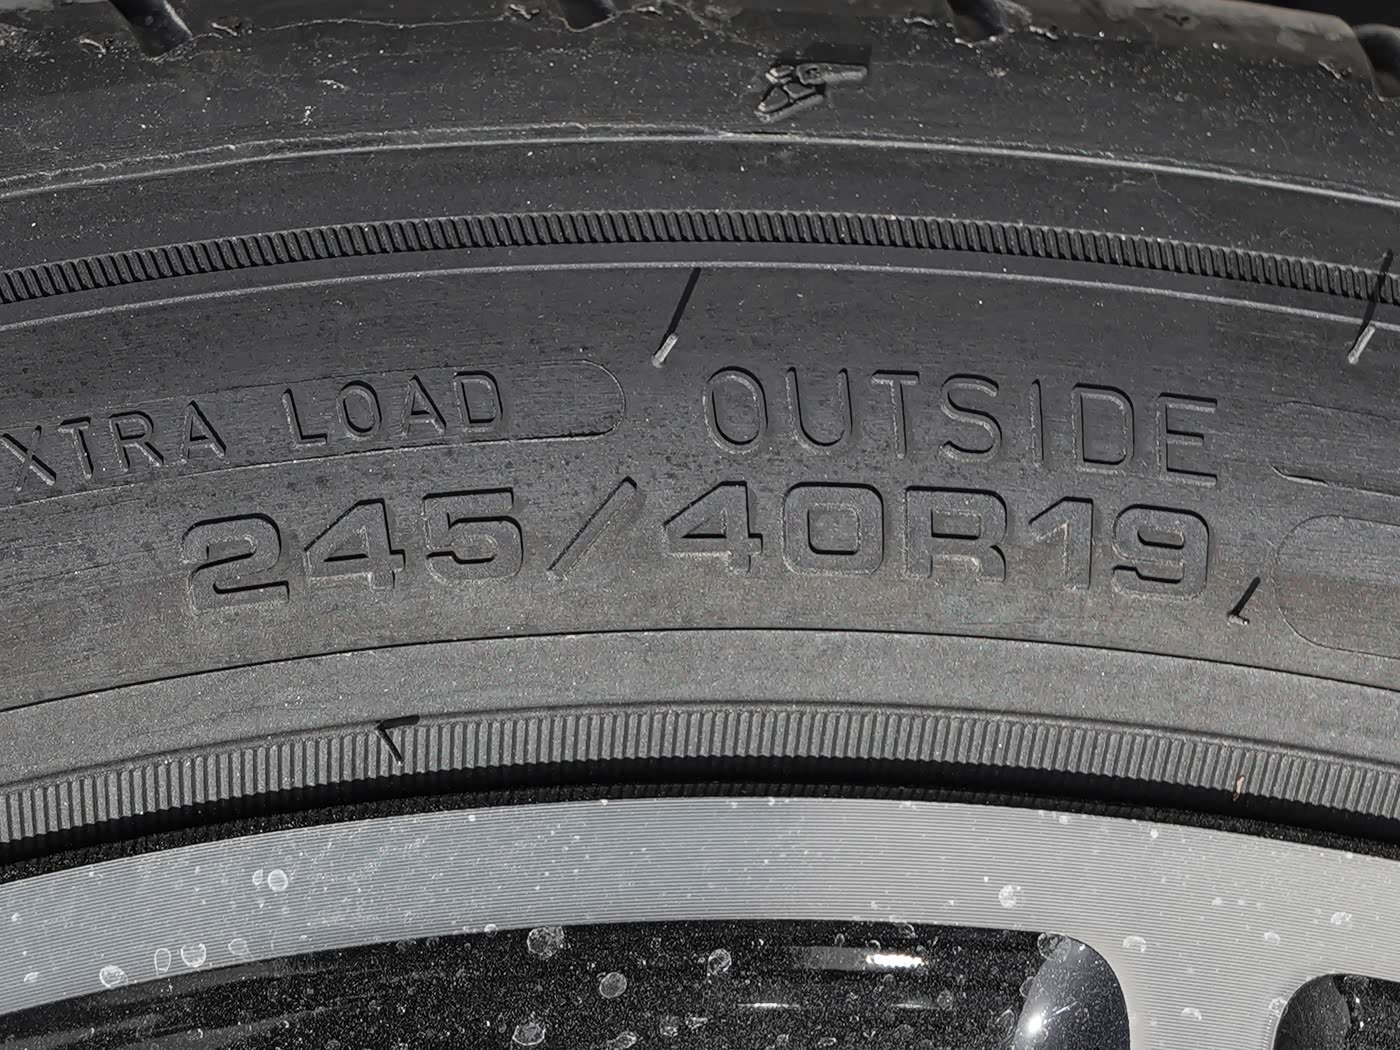 XTRA LOAD OUTSIDE
245/40R19